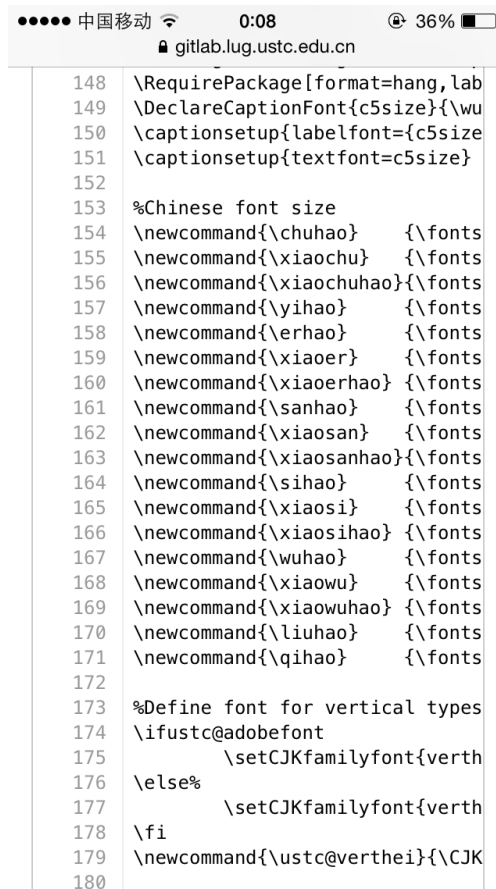 中国移动 0:08 36%
gitlab.lug.ustc.edu.cn
148 \RequirePackage[format=hang,lab
149 \DeclareCaptionFont{c5size}{\wu
150 \captionsetup{labelfont={c5size
151 \captionsetup{textfont=c5size}
152
153 %Chinese font size
154 \newcommand{\chuhao}    {\fonts
155 \newcommand{\xiaochu}   {\fonts
156 \newcommand{\xiaochuhao}{\fonts
157 \newcommand{\yihao}     {\fonts
158 \newcommand{\erhao}     {\fonts
159 \newcommand{\xiaoer}    {\fonts
160 \newcommand{\xiaoerhao} {\fonts
161 \newcommand{\sanhao}    {\fonts
162 \newcommand{\xiaosan}   {\fonts
163 \newcommand{\xiaosanhao}{\fonts
164 \newcommand{\sihao}     {\fonts
165 \newcommand{\xiaosi}    {\fonts
166 \newcommand{\xiaosihao} {\fonts
167 \newcommand{\wuhao}     {\fonts
168 \newcommand{\xiaowu}    {\fonts
169 \newcommand{\xiaowuhao} {\fonts
170 \newcommand{\liuhao}    {\fonts
171 \newcommand{\qihao}     {\fonts
172
173 %Define font for vertical types
174 \ifustc@adobefont
175         \setCJKfamilyfont{verth
176 \else%
177         \setCJKfamilyfont{verth
178 \fi
179 \newcommand{\ustc@verthei}{\CJK
180